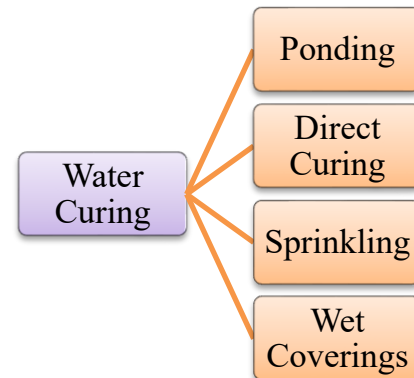 Ponding
Direct
Curing
Water
Curing
Sprinkling
Wet
Coverings